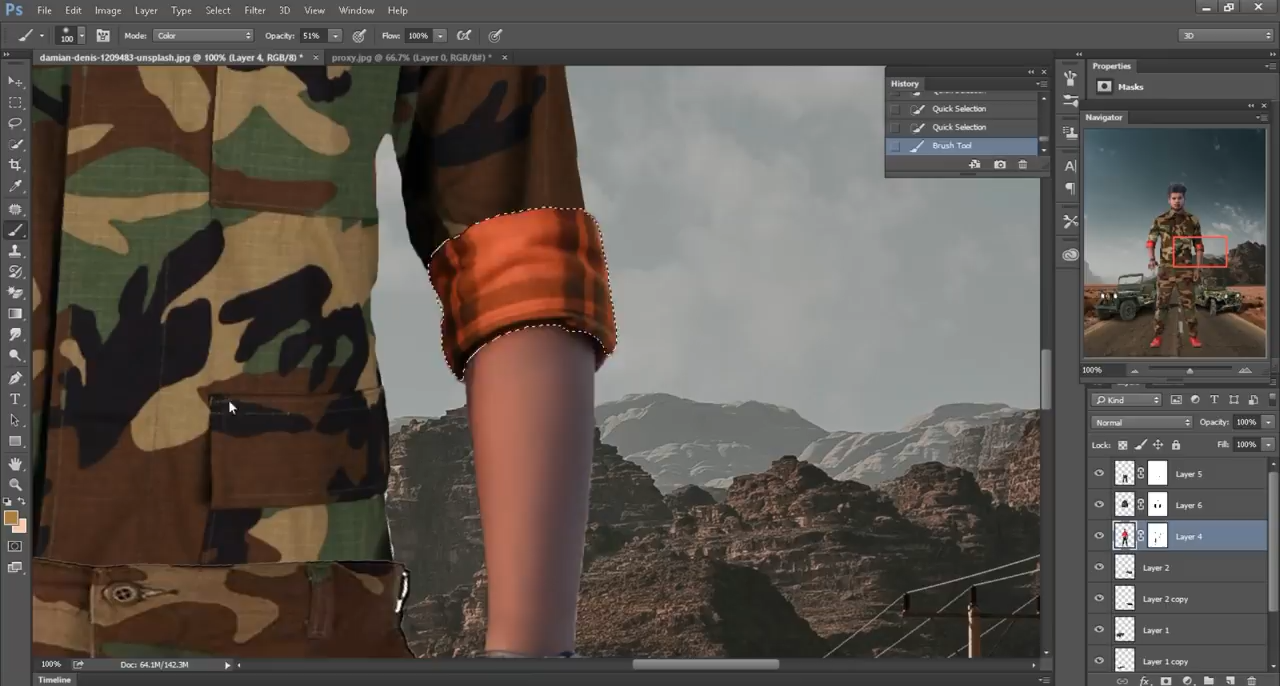 Ps File Edit Image Layer Type Select Filter 3D View Window Help
100 Mode: Color Opacity: 51% Flow: 100% 3D
damian-denis-1209483-unsplash.jpg @ 100% (Layer 4, RGB/8) * × proxy.jpg @ 66.7% (Layer 0, RGB/8#) * ×
Properties
Masks
History
Quick Selection
Quick Selection
Brush Tool
Navigator
100%
Layers
Kind
Normal Opacity: 100%
Lock: Fill: 100%
Layer 5
Layer 6
Layer 4
Layer 2
Layer 2 copy
Layer 1
Layer 1 copy
100% Doc: 64.1M/142.3M
Timeline